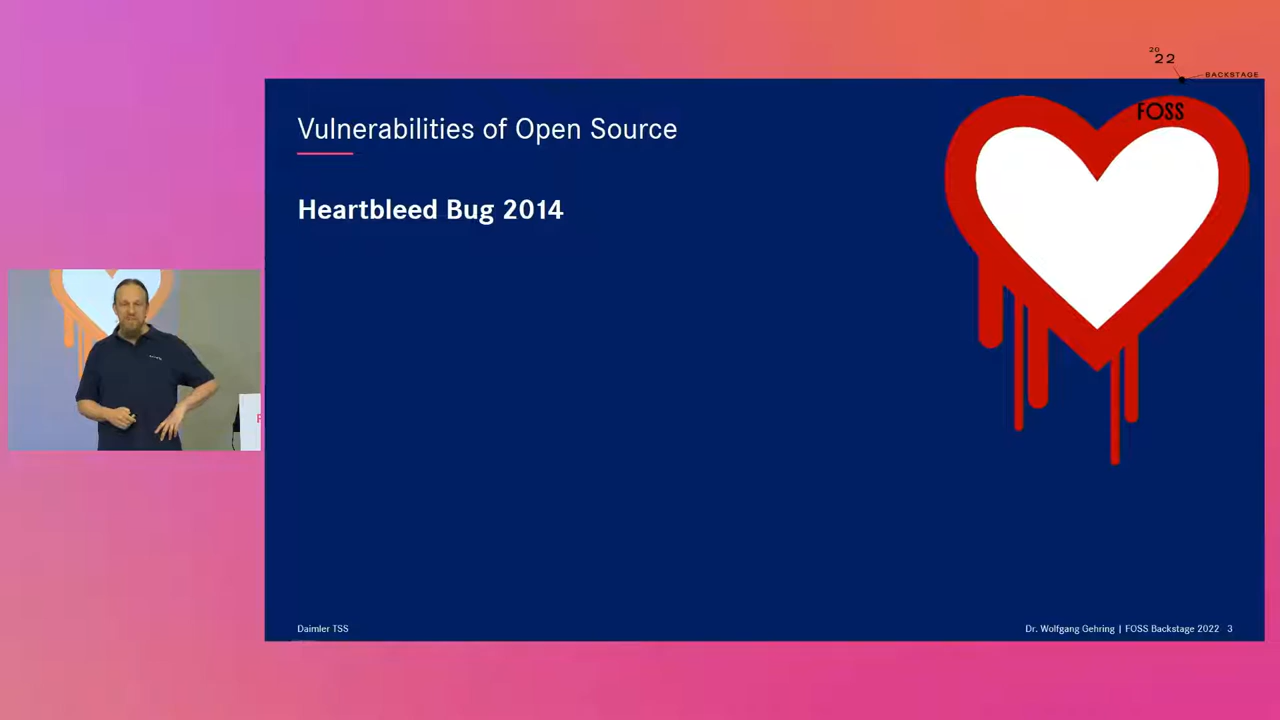 20
22
BACKSTAGE
FOSS
Vulnerabilities of Open Source
Heartbleed Bug 2014
Daimler TSS
Dr. Wolfgang Gehring | FOSS Backstage 2022 3